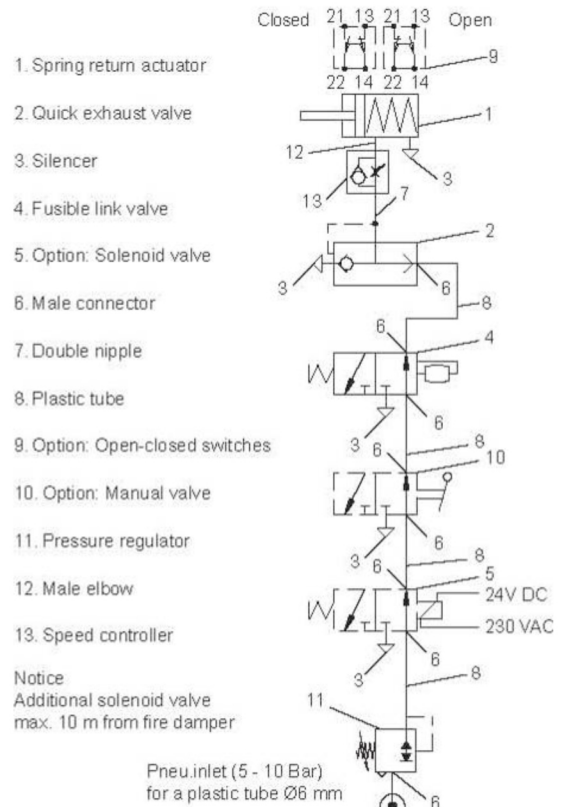 Closed 21 13 21 13 Open
9
22 14 22 14
1. Spring return actuator
1
2. Quick exhaust valve
12
3. Silencer
13
3
7
4. Fusible link valve
2
5. Option: Solenoid valve
3
6
8
6. Male connector
6
4
7. Double nipple
8. Plastic tube
6
3
8
9. Option: Open-closed switches
6
10
10. Option: Manual valve
11. Pressure regulator
6
3
8
6
5
12. Male elbow
24V DC
13. Speed controller
230 VAC
6
3
8
Notice
Additional solenoid valve
max. 10 m from fire damper
11
Pneu.inlet (5 - 10 Bar)
for a plastic tube Ø6 mm
6